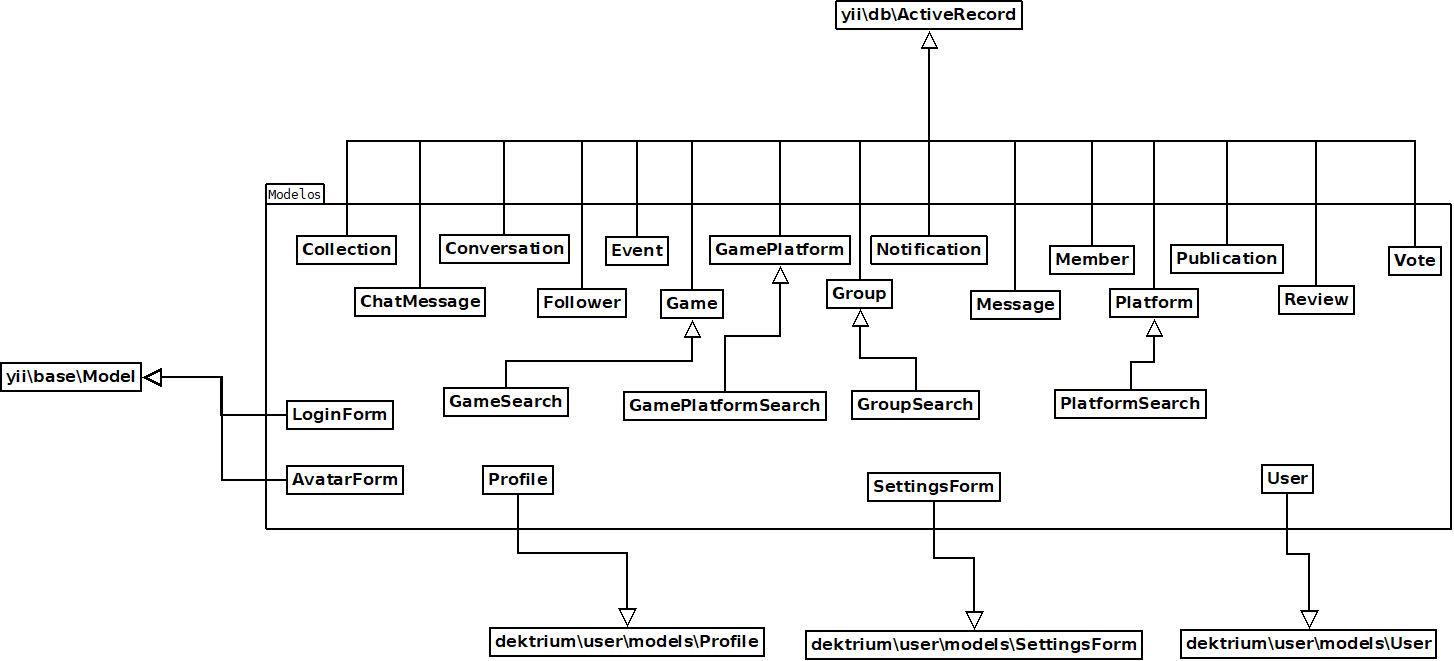 yii\db\ActiveRecord
Modelos
Collection
Conversation
Event
GamePlatform
Notification
Member
Publication
Vote
ChatMessage
Follower
Game
Group
Message
Platform
Review
yii\base\Model
LoginForm
GameSearch
GamePlatformSearch
GroupSearch
PlatformSearch
AvatarForm
Profile
SettingsForm
User
dektrium\user\models\Profile
dektrium\user\models\SettingsForm
dektrium\user\models\User